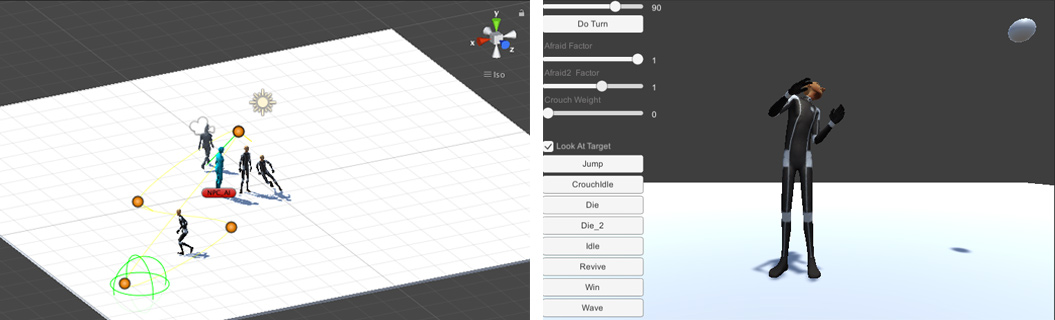 y
x
z
Iso
NPC_AI
90
Do Turn
Afraid Factor
1
Afraid2 Factor
1
Crouch Weight
0
Look At Target
Jump
CrouchIdle
Die
Die_2
Idle
Revive
Win
Wave